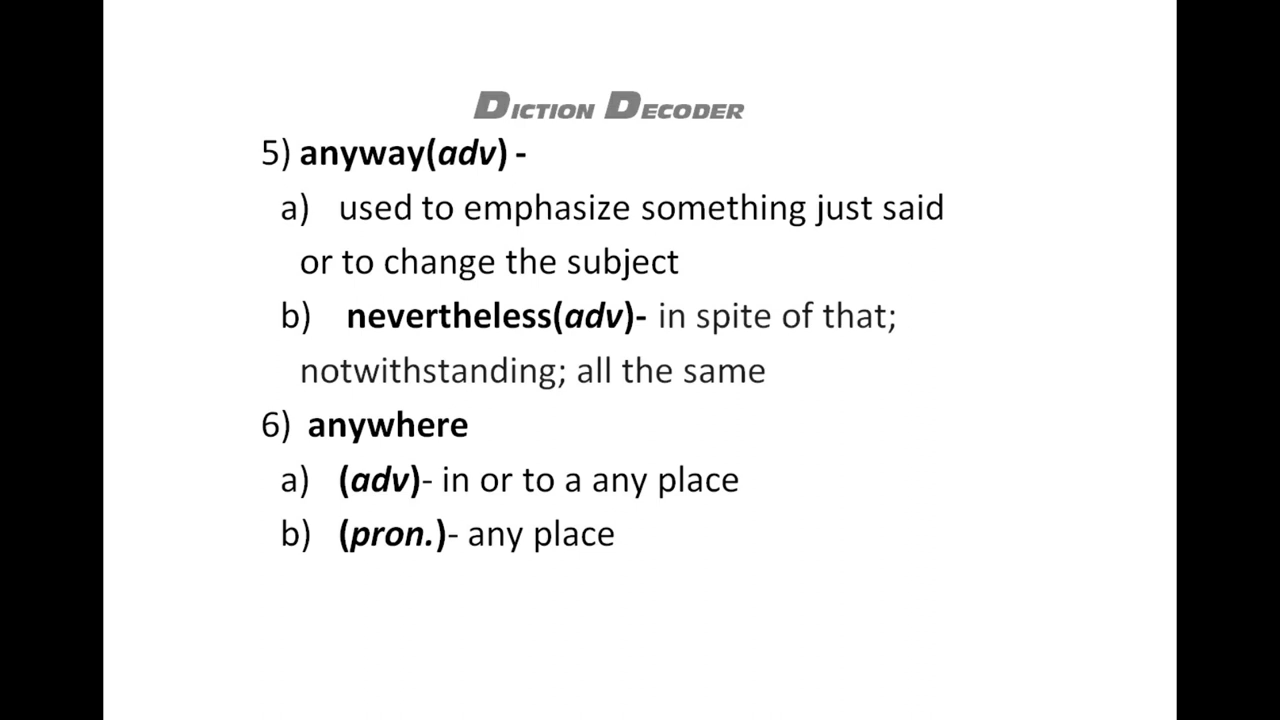 DICTION DECODER
5) anyway(adv) -
a) used to emphasize something just said
or to change the subject
b) nevertheless(adv)- in spite of that;
notwithstanding; all the same
6) anywhere
a) (adv)- in or to a any place
b) (pron.)- any place